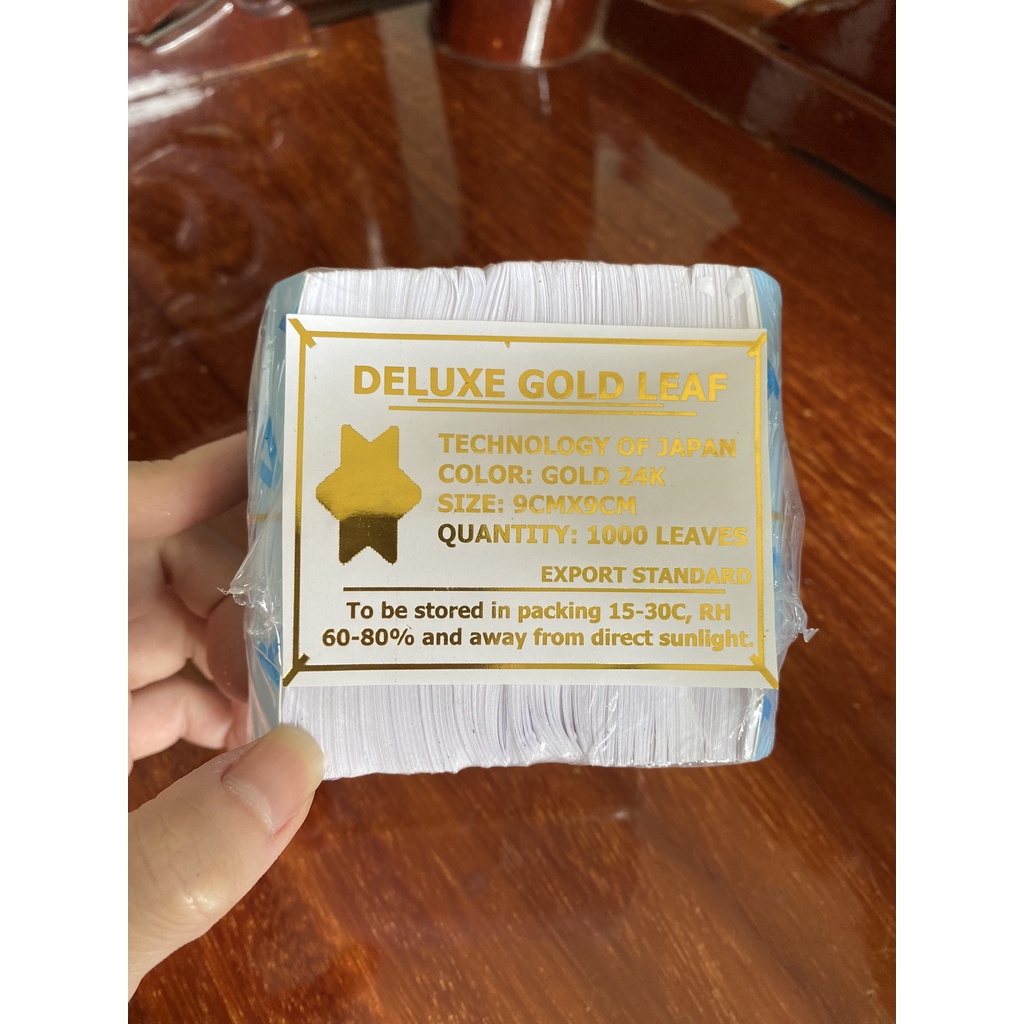 DELUXE GOLD LEAF
TECHNOLOGY OF JAPAN
COLOR: GOLD 24K
SIZE: 9CMX9CM
QUANTITY: 1000 LEAVES
EXPORT STANDARD
To be stored in packing 15-30C, RH
60-80% and away from direct sunlight.